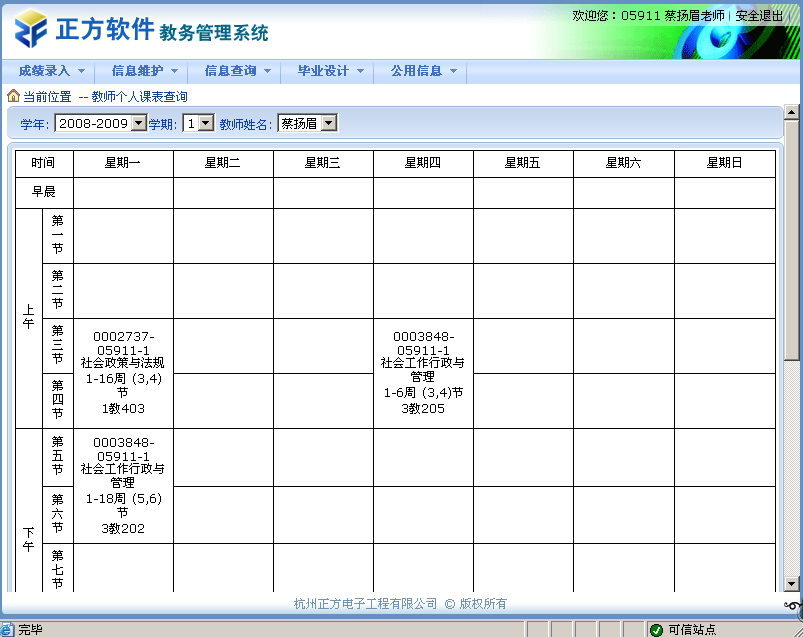 正方软件 教务管理系统
欢迎您：05911 蔡扬眉老师 | 安全退出 |
成绩录入 信息维护 信息查询 毕业设计 公用信息
当前位置 -- 教师个人课表查询
学年: 2008-2009 学期: 1 教师姓名: 蔡扬眉
时间 星期一 星期二 星期三 星期四 星期五 星期六 星期日
早晨
上午
第一节
第二节
第三节
0002737-
05911-1
社会政策与法规
1-16周 (3,4)
节
1教403
0003848-
05911-1
社会工作行政与
管理
1-6周 (3,4)节
3教205
第四节
下午
第五节
0003848-
05911-1
社会工作行政与
管理
1-18周 (5,6)
节
3教202
第六节
第七节
杭州正方电子工程有限公司 © 版权所有
完毕 可信站点